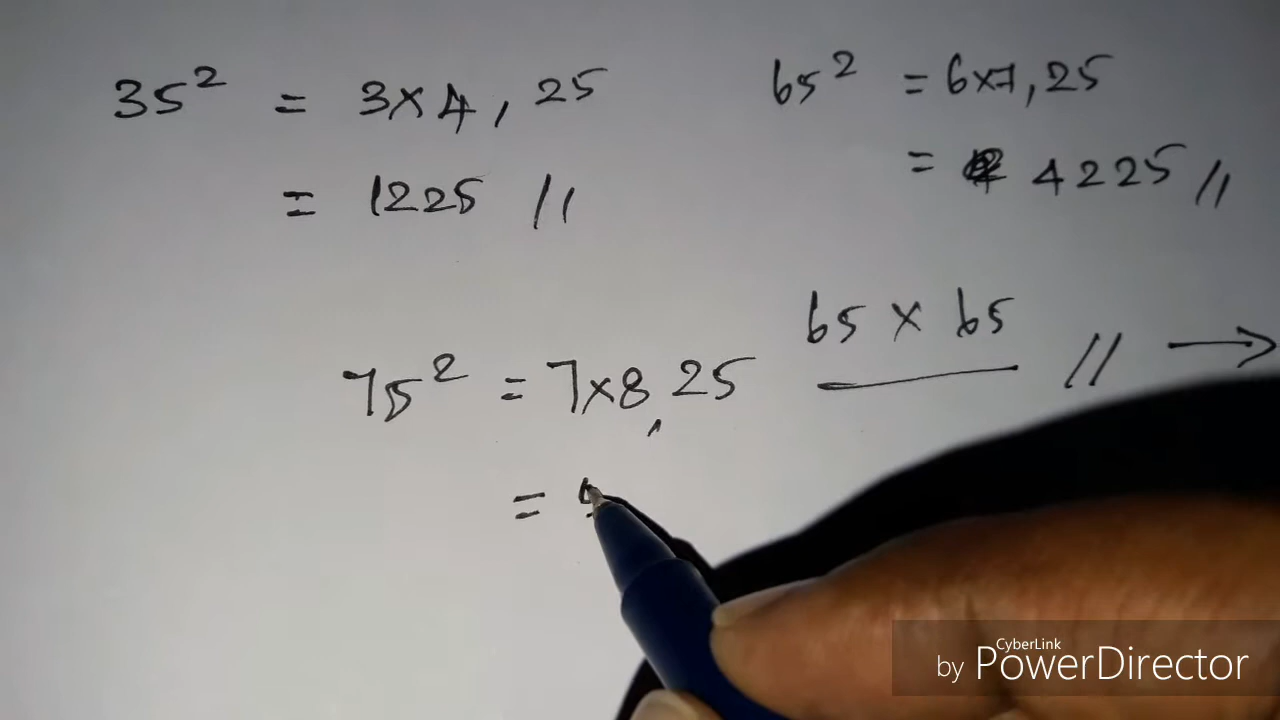 35² = 3×4, 25
= 1225 //
65² = 6×7, 25
= 4225 //
65 × 65 // →
75² = 7×8, 25
=
CyberLink
by PowerDirector